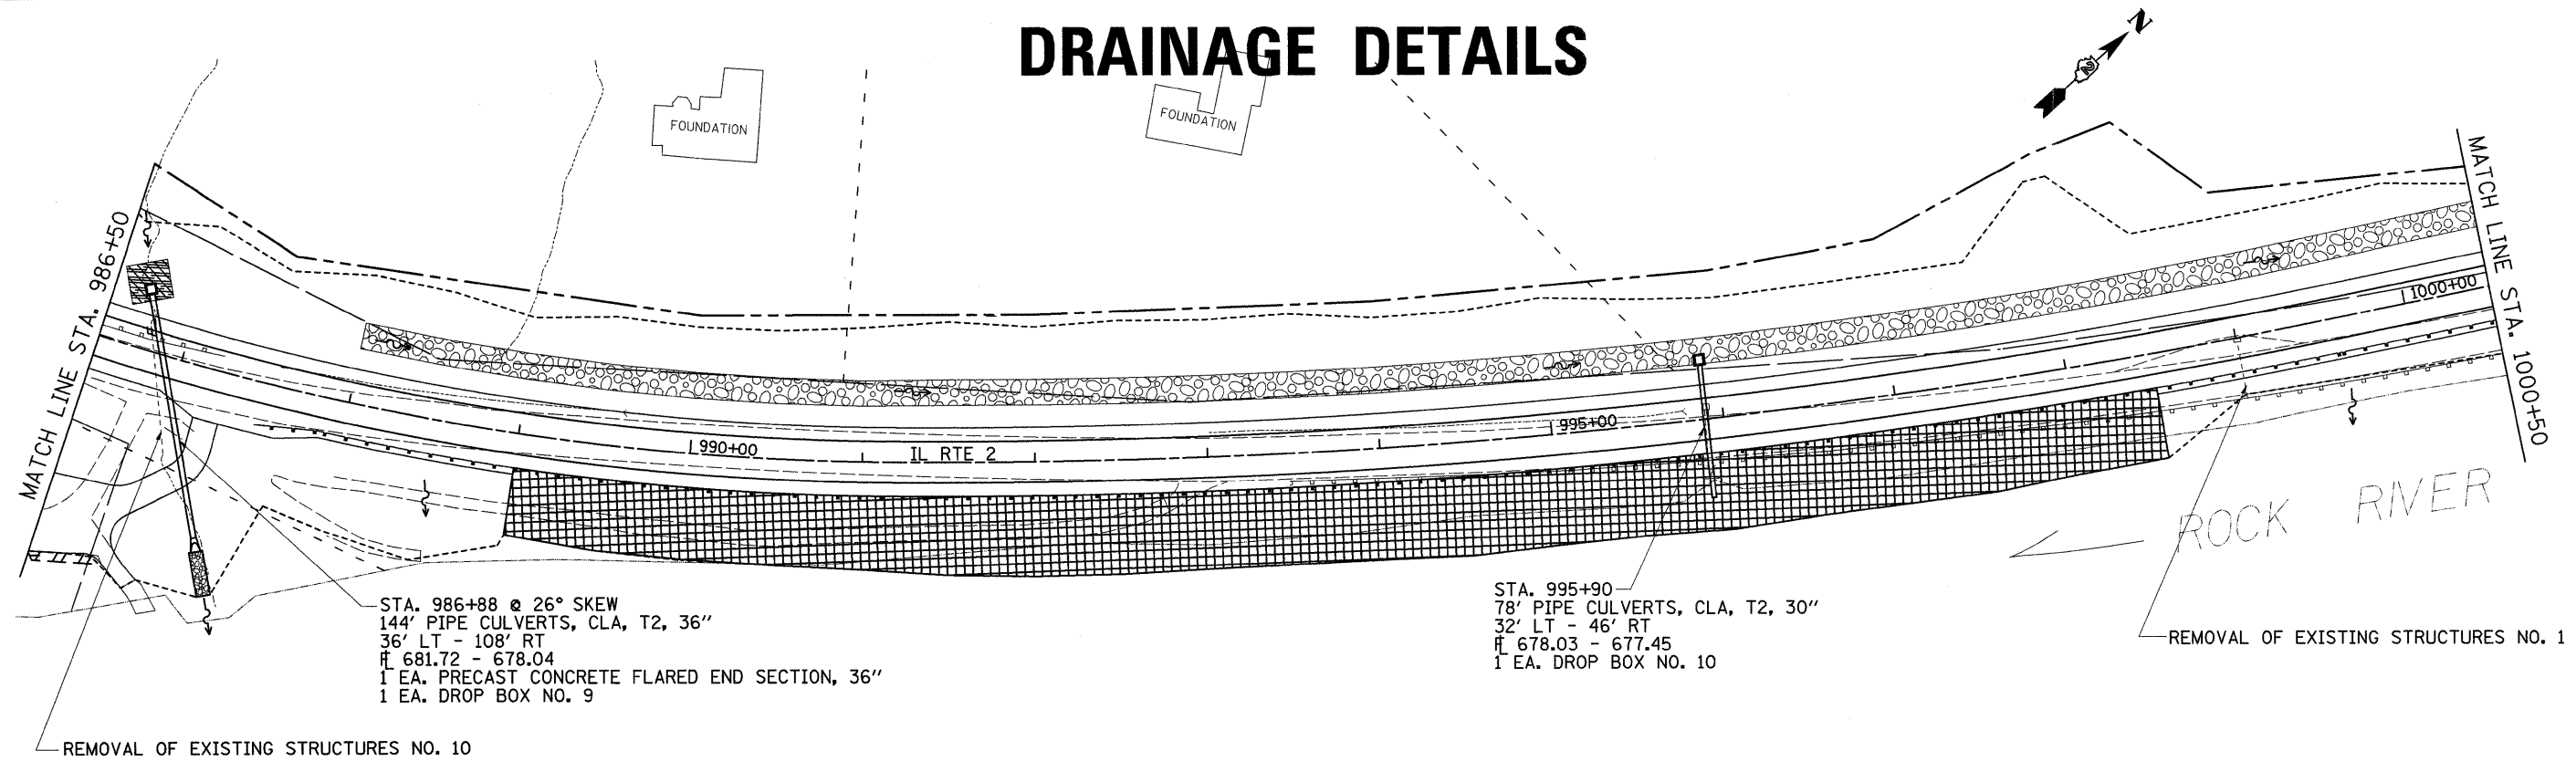 DRAINAGE DETAILS
N
2
FOUNDATION
FOUNDATION
MATCH LINE STA. 986+50
MATCH LINE STA. 1000+50
1000+00
990+00
IL RTE 2
995+00
ROCK RIVER
STA. 986+88 @ 26° SKEW
144' PIPE CULVERTS, CLA, T2, 36"
36' LT - 108' RT
FL 681.72 - 678.04
1 EA. PRECAST CONCRETE FLARED END SECTION, 36"
1 EA. DROP BOX NO. 9
STA. 995+90
78' PIPE CULVERTS, CLA, T2, 30"
32' LT - 46' RT
FL 678.03 - 677.45
1 EA. DROP BOX NO. 10
REMOVAL OF EXISTING STRUCTURES NO. 1
REMOVAL OF EXISTING STRUCTURES NO. 10